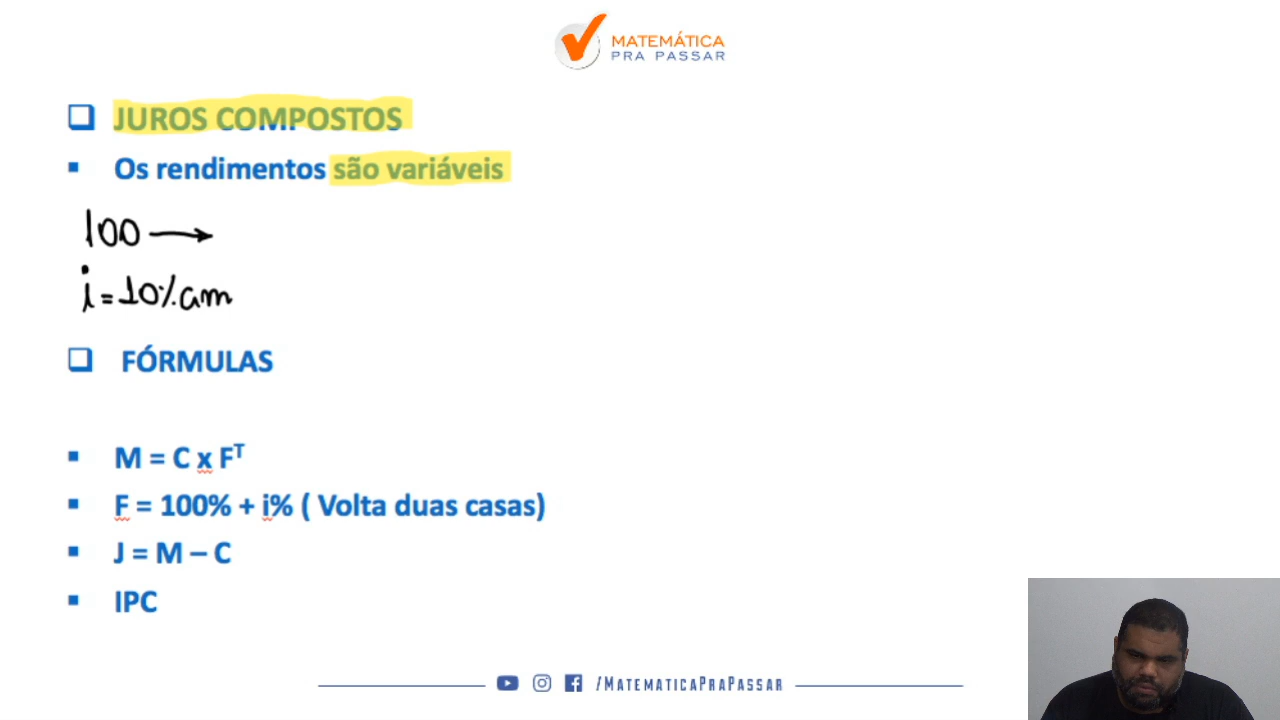 MATEMÁTICA
PRA PASSAR
JUROS COMPOSTOS
Os rendimentos são variáveis
100 →
i = 10% am
FÓRMULAS
M = C x F^T
F = 100% + i% ( Volta duas casas)
J = M – C
IPC
/MATEMATICAPRAPASSAR